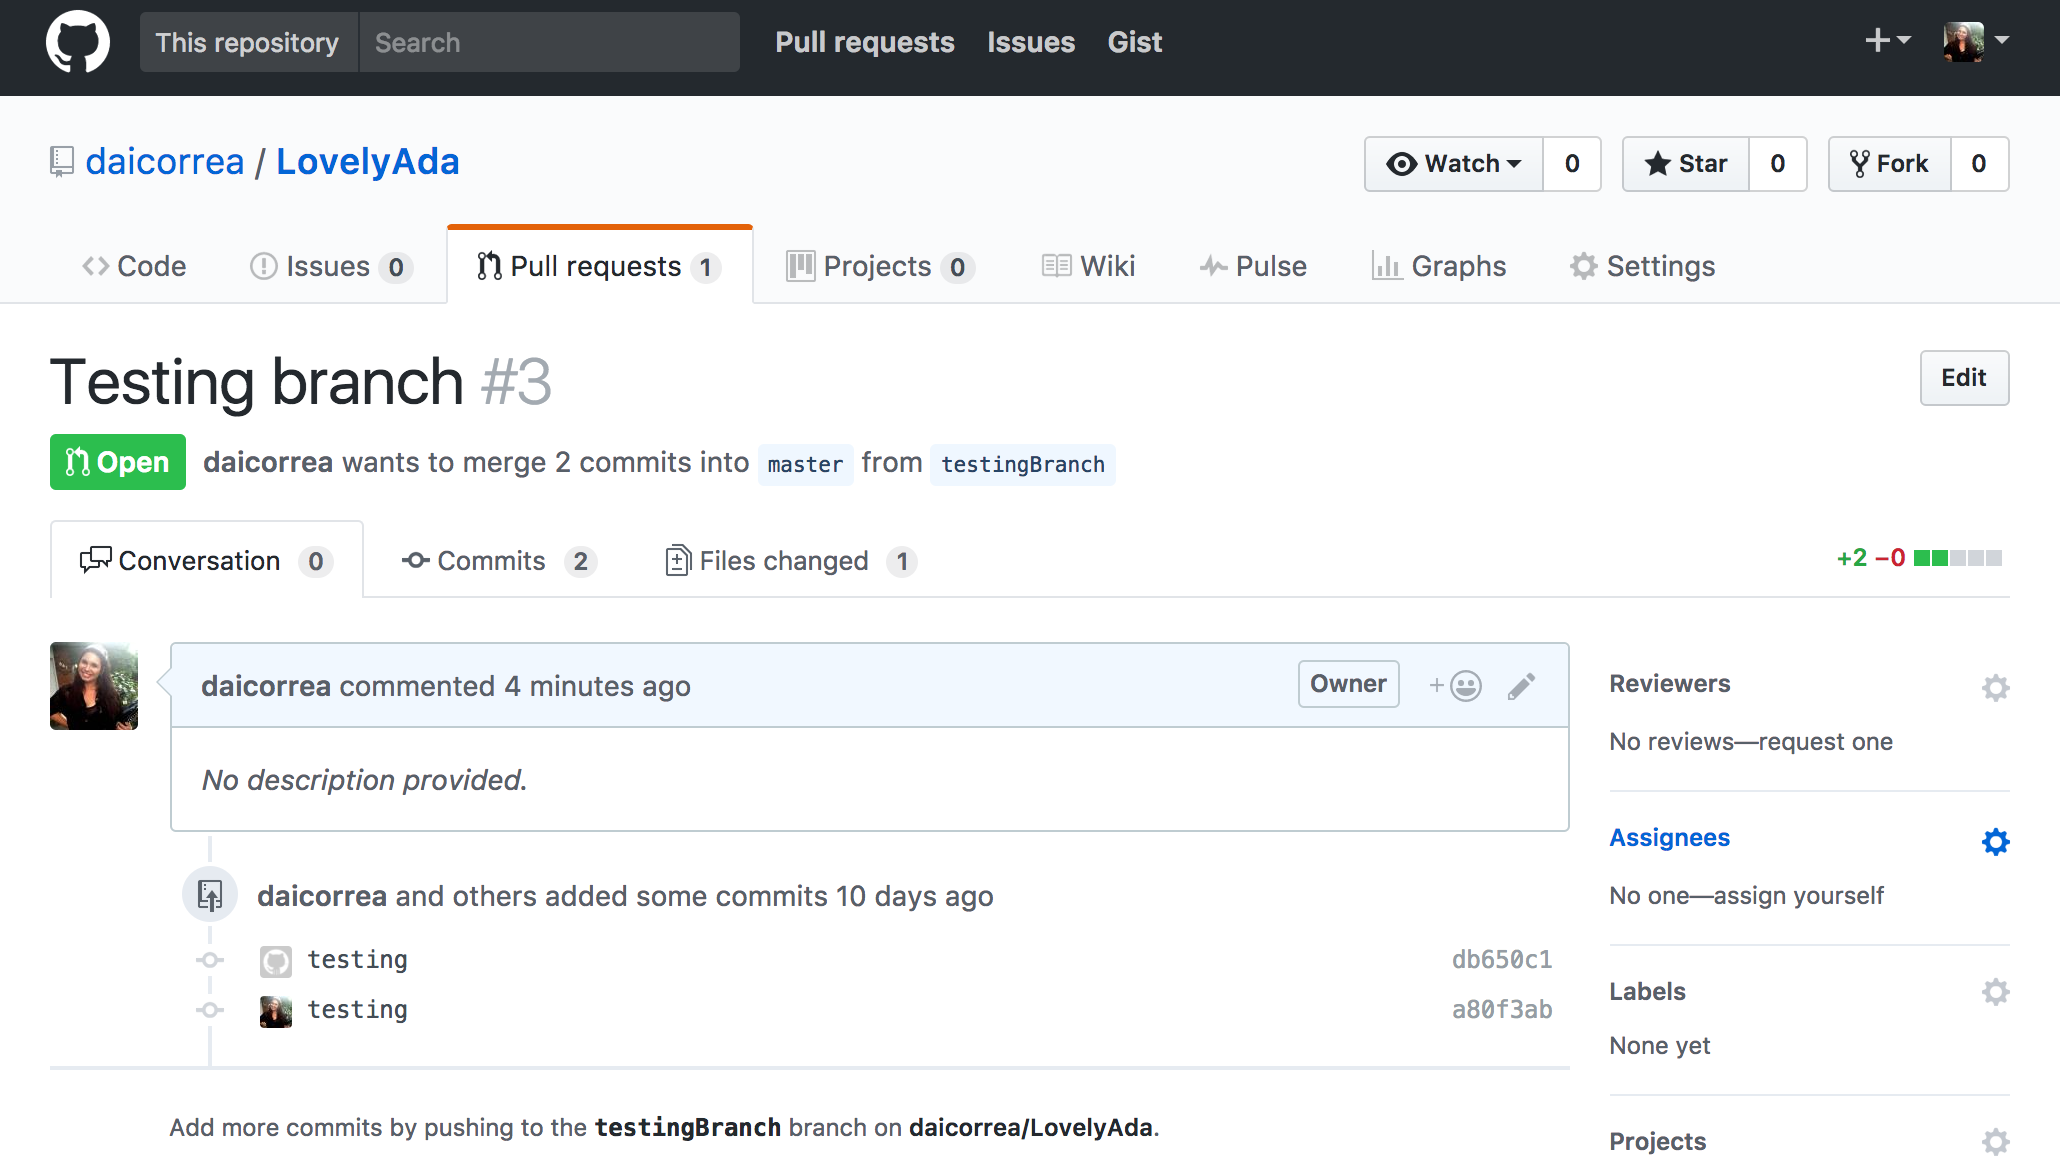 This repository Search Pull requests Issues Gist
daicorrea / LovelyAda Watch 0 Star 0 Fork 0
Code Issues 0 Pull requests 1 Projects 0 Wiki Pulse Graphs Settings
Testing branch #3 Edit
Open daicorrea wants to merge 2 commits into master from testingBranch
Conversation 0 Commits 2 Files changed 1 +2 −0
daicorrea commented 4 minutes ago Owner +
No description provided.
daicorrea and others added some commits 10 days ago
testing db650c1
testing a80f3ab
Add more commits by pushing to the testingBranch branch on daicorrea/LovelyAda.
Reviewers
No reviews—request one
Assignees
No one—assign yourself
Labels
None yet
Projects